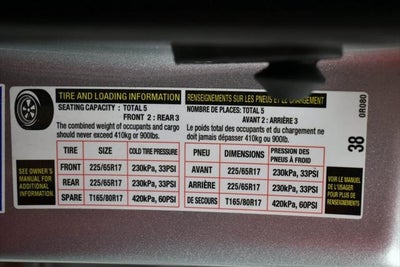 TIRE AND LOADING INFORMATION
SEATING CAPACITY : TOTAL 5
FRONT 2 : REAR 3
The combined weight of occupants and cargo
should never exceed 410kg or 900lbs.
TIRE SIZE COLD TIRE PRESSURE
FRONT 225/65R17 230kPa, 33PSI
REAR 225/65R17 230kPa, 33PSI
SPARE T165/80R17 420kPa, 60PSI
SEE OWNER'S
MANUAL FOR
ADDITIONAL
INFORMATION.
RENSEIGNEMENTS SUR LES PNEUS ET LE CHARGEMENT
NOMBRE DE PLACES: TOTAL 5
AVANT 2 : ARRIÈRE 3
Le poids total des occupants et du chargement ne
doit jamais dépasser 410kg ou 900lb.
PNEU DIMENSIONS PRESSION DES
PNEUS À FROID
AVANT 225/65R17 230kPa, 33PSI
ARRIÈRE 225/65R17 230kPa, 33PSI
DE SECOURS T165/80R17 420kPa, 60PSI
VOIR LE MANUEL
DE L'USAGER
POUR PLUS DE
RENSEIGNEMENTS.
38
0R080